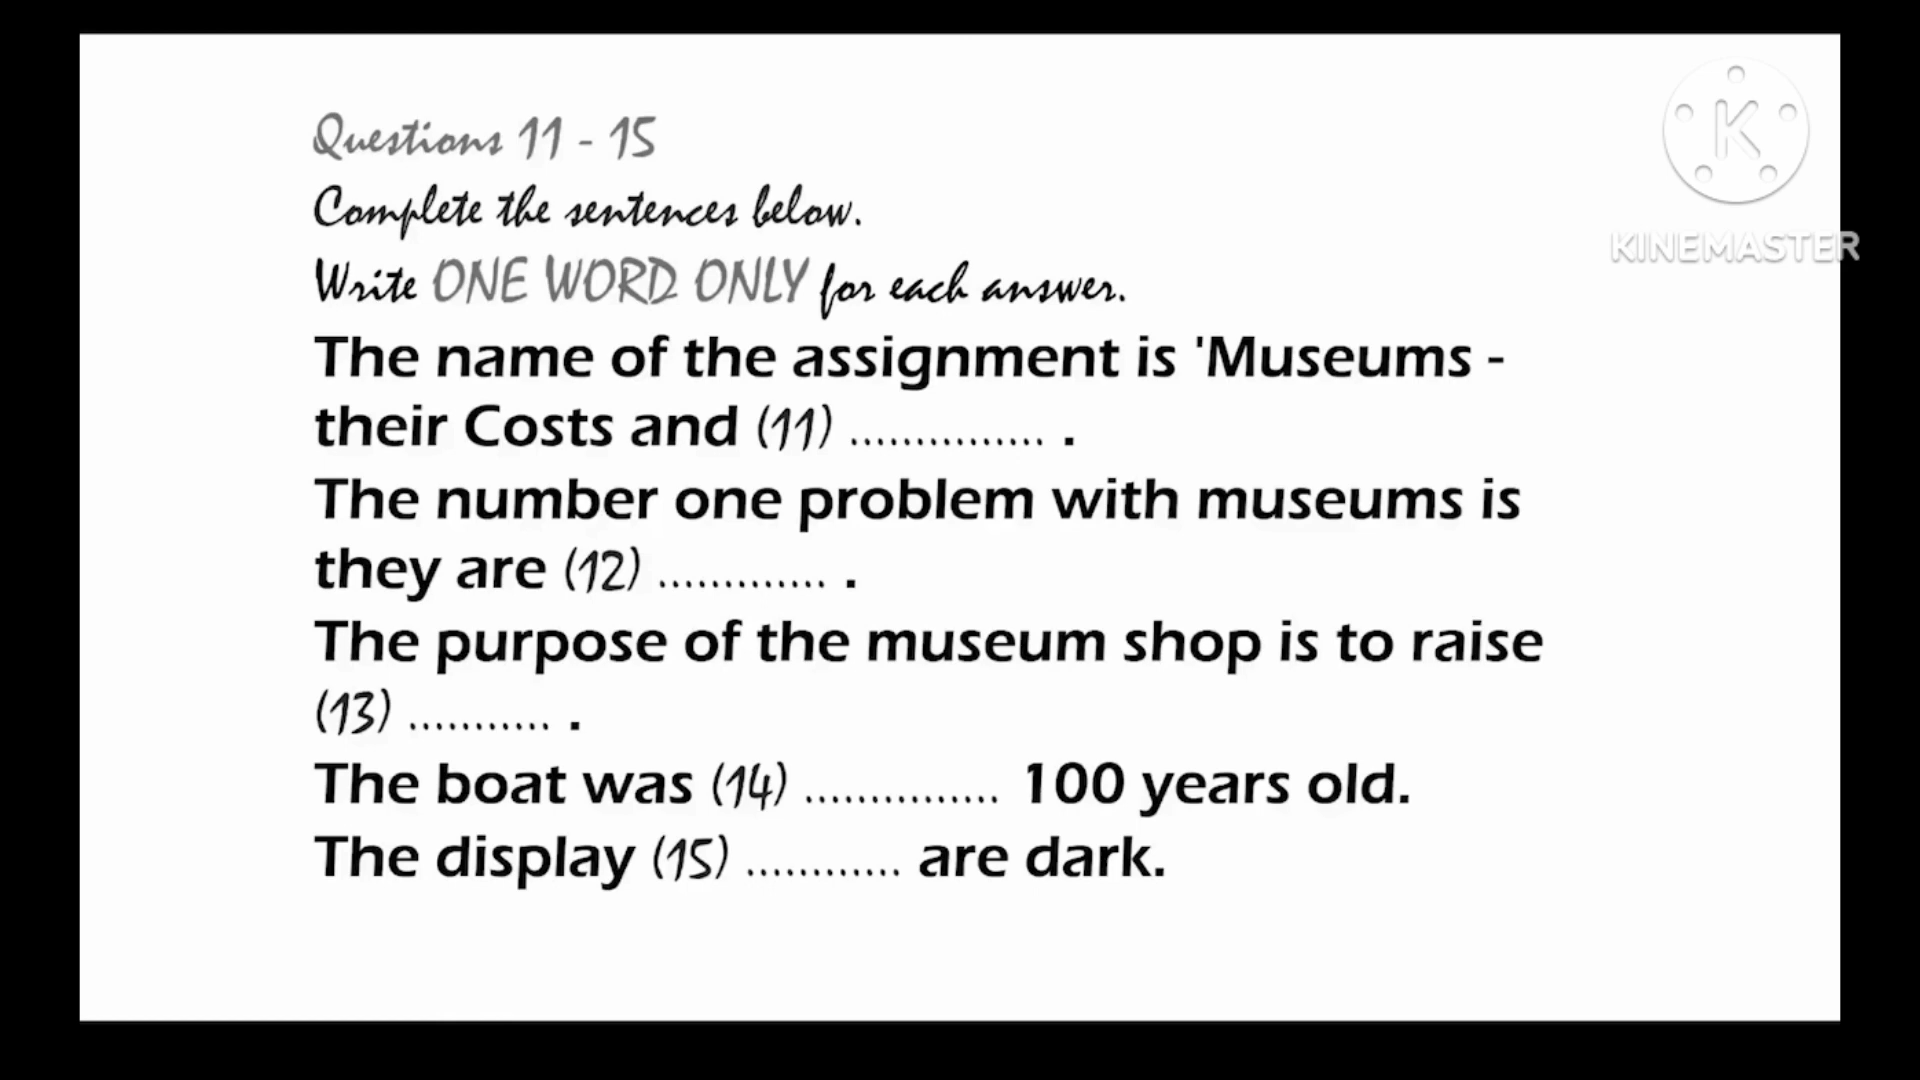 Questions 11 - 15
Complete the sentences below.
Write ONE WORD ONLY for each answer.
The name of the assignment is 'Museums -
their Costs and (11) ............... .
The number one problem with museums is
they are (12) ............. .
The purpose of the museum shop is to raise
(13) ........... .
The boat was (14) ............... 100 years old.
The display (15) ............ are dark.
K
KINEMASTER